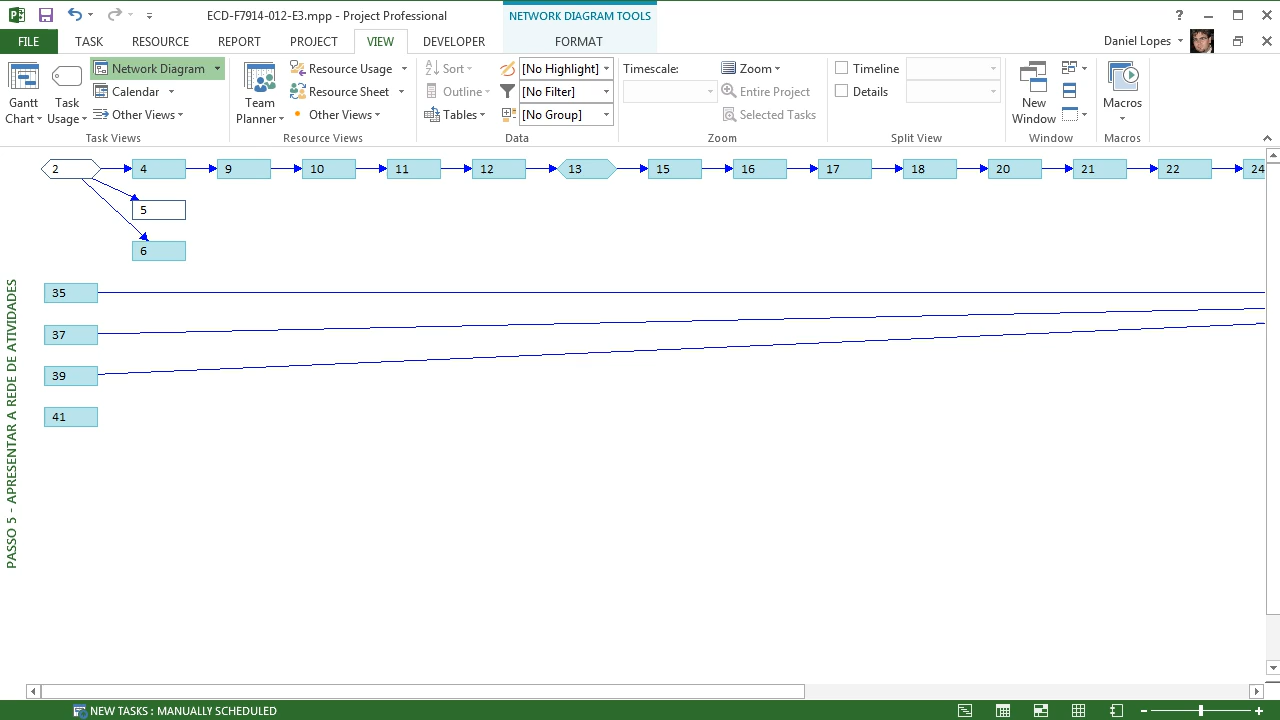 ECD-F7914-012-E3.mpp - Project Professional
NETWORK DIAGRAM TOOLS
?
FILE
TASK
RESOURCE
REPORT
PROJECT
VIEW
DEVELOPER
FORMAT
Daniel Lopes
Gantt
Chart
Task
Usage
Network Diagram
Calendar
Other Views
Task Views
Team
Planner
Resource Usage
Resource Sheet
Other Views
Resource Views
Sort
Outline
Tables
[No Highlight]
[No Filter]
[No Group]
Data
Timescale:
Zoom
Entire Project
Selected Tasks
Zoom
Timeline
Details
Split View
New
Window
Window
Macros
Macros
2
4
9
10
11
12
13
15
16
17
18
20
21
22
24
5
6
35
37
39
41
PASSO 5 - APRESENTAR A REDE DE ATIVIDADES
NEW TASKS : MANUALLY SCHEDULED